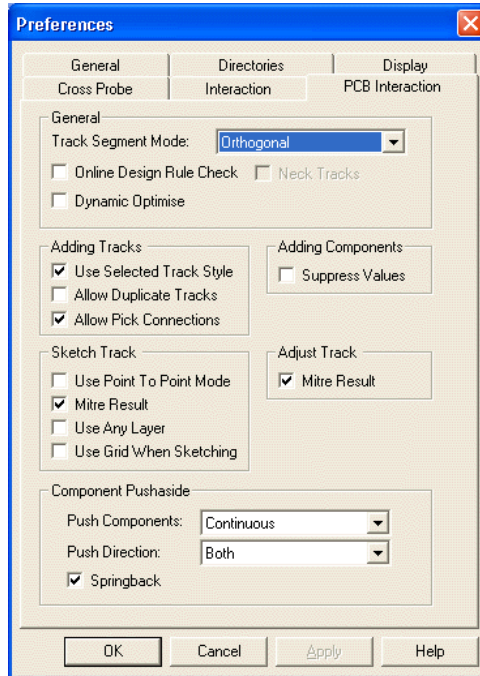 Preferences
General Directories Display
Cross Probe Interaction PCB Interaction
General
Track Segment Mode: Orthogonal
Online Design Rule Check Neck Tracks
Dynamic Optimise
Adding Tracks Adding Components
Use Selected Track Style Suppress Values
Allow Duplicate Tracks
Allow Pick Connections
Sketch Track Adjust Track
Use Point To Point Mode Mitre Result
Mitre Result
Use Any Layer
Use Grid When Sketching
Component Pushaside
Push Components: Continuous
Push Direction: Both
Springback
OK Cancel Apply Help